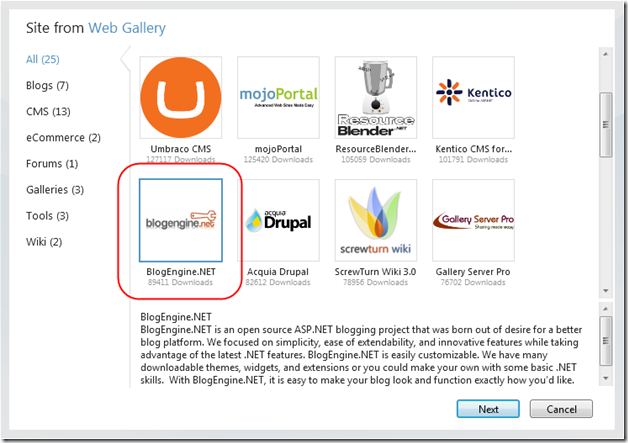 Site from Web Gallery
All (25)
Blogs (7)
CMS (13)
eCommerce (2)
Forums (1)
Galleries (3)
Tools (3)
Wiki (2)
mojoPortal
Advanced Web Sites Made Easy
Resource
Blender.NET
Kentico
Umbraco CMS
127117 Downloads
mojoPortal
125420 Downloads
ResourceBlender...
105059 Downloads
Kentico CMS for...
101791 Downloads
blogengine.net
acquia
Drupal
screwturn wiki
Gallery Server Pro
Sharing made easy
BlogEngine.NET
89411 Downloads
Acquia Drupal
82612 Downloads
ScrewTurn Wiki 3.0
78956 Downloads
Gallery Server Pro
76702 Downloads
BlogEngine.NET
BlogEngine.NET is an open source ASP.NET blogging project that was born out of desire for a better
blog platform. We focused on simplicity, ease of extendability, and innovative features while taking
advantage of the latest .NET features. BlogEngine.NET is easily customizable. We have many
downloadable themes, widgets, and extensions or you could make your own with some basic .NET
skills. With BlogEngine.NET, it is easy to make your blog look and function exactly how you'd like.
Next
Cancel